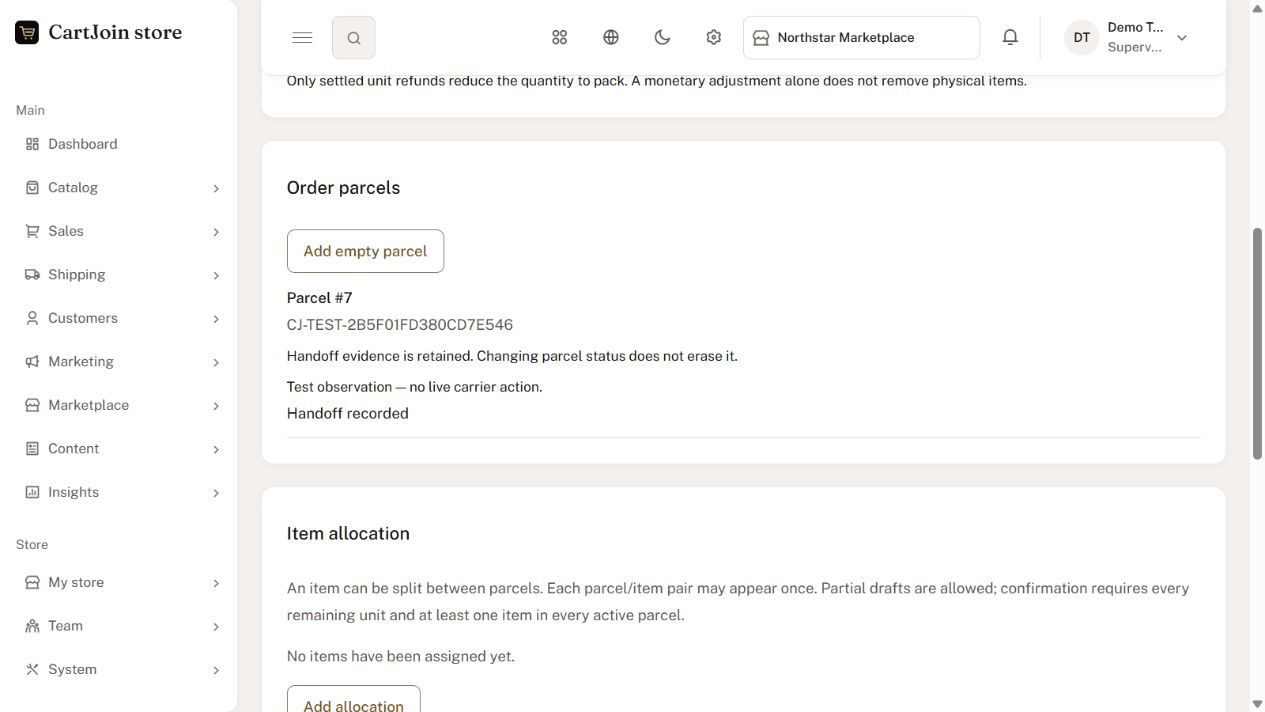 CartJoin store
Main
Dashboard
Catalog
Sales
Shipping
Customers
Marketing
Marketplace
Content
Insights
Store
My store
Team
System
Northstar Marketplace
DT
Demo T...
Superv...
Only settled unit refunds reduce the quantity to pack. A monetary adjustment alone does not remove physical items.
Order parcels
Add empty parcel
Parcel #7
CJ-TEST-2B5F01FD380CD7E546
Handoff evidence is retained. Changing parcel status does not erase it.
Test observation — no live carrier action.
Handoff recorded
Item allocation
An item can be split between parcels. Each parcel/item pair may appear once. Partial drafts are allowed; confirmation requires every
remaining unit and at least one item in every active parcel.
No items have been assigned yet.
Add allocation